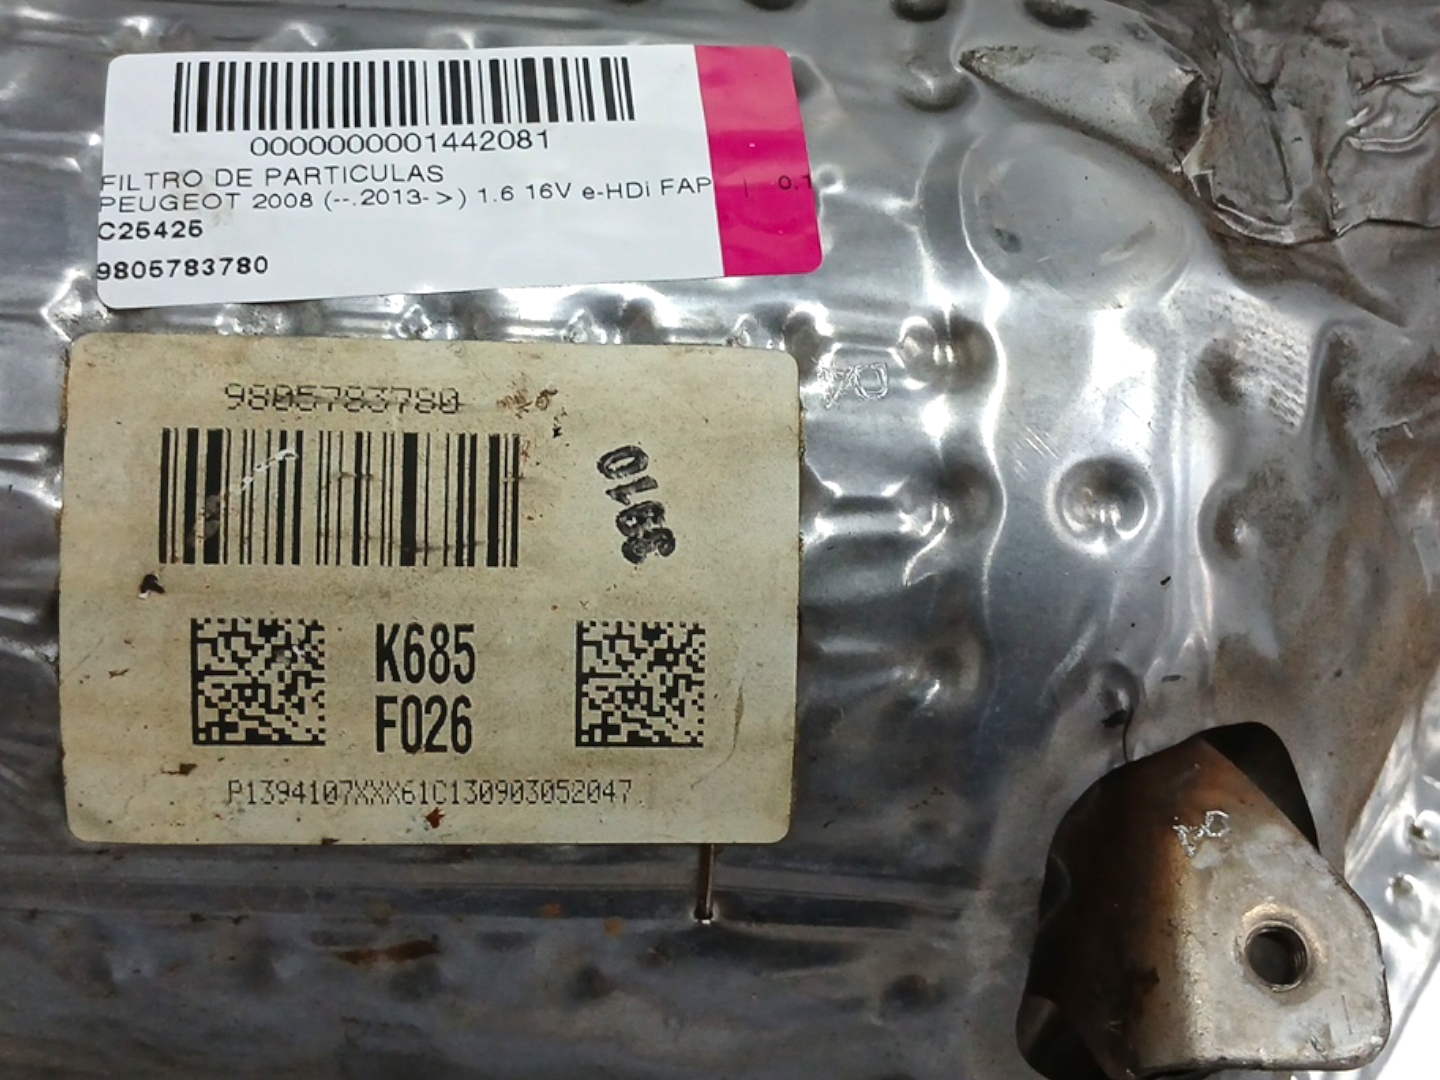 0000000001442081
FILTRO DE PARTICULAS
PEUGEOT 2008 (--.2013->) 1.6 16V e-HDi FAP | 0.1
C25425
9805783780
9805783780
K685
F026
P1394107XXX61C130903052047